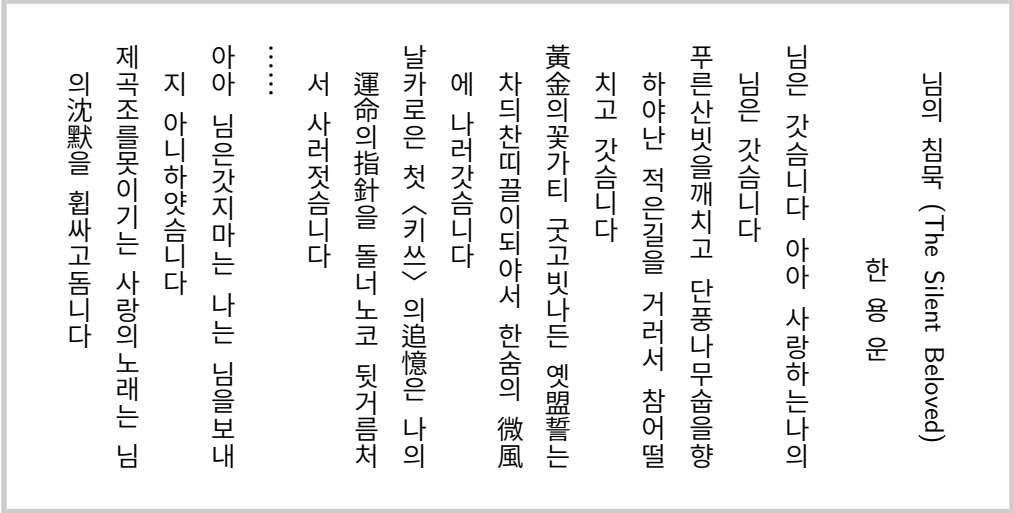 님의 침묵 (The Silent Beloved)
한 용 운
님은 갓슴니다 아아 사랑하는나의
님은 갓슴니다
푸른산빗을깨치고 단풍나무숩을향
하야난 적은길을 거러서 참어떨
치고 갓슴니다
黃金의꽃가티 굿고빗나든 옛盟誓는
차듸찬띠끌이되야서 한숨의 微風
에 나러갓슴니다
날카로은 첫〈키쓰〉의追憶은 나의
運命의指針을 돌너노코 뒷거름처
서 사러젓슴니다
……
아아 님은갓지마는 나는 님을보내
지 아니하얏슴니다
제곡조를못이기는 사랑의노래는 님
의沈默을 휩싸고돔니다